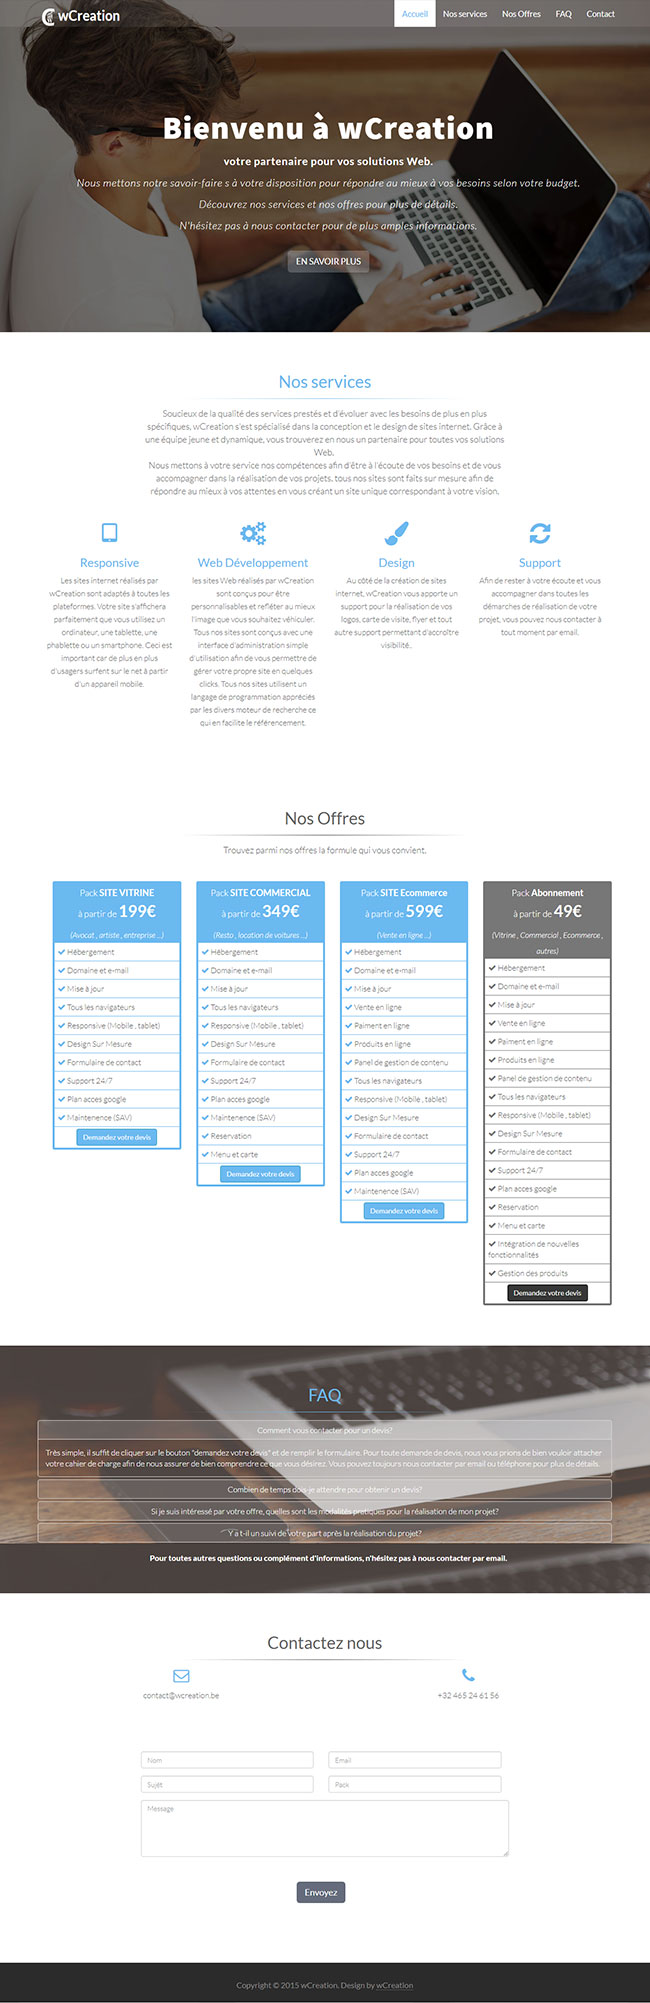 wCreation
Accueil Nos services Nos Offres FAQ Contact
Bienvenu à wCreation
votre partenaire pour vos solutions Web.
Nous mettons notre savoir-faire s à votre disposition pour répondre au mieux à vos besoins selon votre budget.
Découvrez nos services et nos offres pour plus de détails.
N'hésitez pas à nous contacter pour de plus amples informations.
EN SAVOIR PLUS
Nos services
Soucieux de la qualité des services prestés et d'évoluer avec les besoins de plus en plus
spécifiques, wCreation s'est spécialisé dans la conception et le design de sites internet. Grâce à
une équipe jeune et dynamique, vous trouverez en nous un partenaire pour toutes vos solutions
Web.
Nous mettons à votre service nos compétences afin d'être à l'écoute de vos besoins et de vous
accompagner dans la réalisation de vos projets, tous nos sites sont faits sur mesure afin de
répondre au mieux à vos attentes en vous créant un site unique correspondant à votre vision.
Responsive
Les sites internet réalisés par
wCreation sont adaptés à toutes les
plateformes. Votre site s'affichera
parfaitement que vous utilisez un
ordinateur, une tablette, une
phablette ou un smartphone. Ceci est
important car de plus en plus
d'usagers surfent sur le net à partir
d'un appareil mobile.
Web Développement
les sites Web réalisés par wCreation
sont conçus pour être
personnalisables et refléter au mieux
l'image que vous souhaitez véhiculer.
Tous nos sites sont conçus avec une
interface d'administration simple
d'utilisation afin de vous permettre de
gérer votre propre site en quelques
clicks. Tous nos sites utilisent un
langage de programmation appréciés
par les divers moteur de recherche ce
qui en facilite le référencement.
Design
Au côté de la création de sites
internet, wCreation vous apporte un
support pour la réalisation de vos
logos, carte de visite, flyer et tout
autre support permettant d'accroître
visibilité..
Support
Afin de rester à votre écoute et vous
accompagner dans toutes les
démarches de réalisation de votre
projet, vous pouvez nous contacter à
tout moment par email.
Nos Offres
Trouvez parmi nos offres la formule qui vous convient.
Pack SITE VITRINE
à partir de 199€
(Avocat , artiste , entreprise ...)
Hébergement
Domaine et e-mail
Mise à jour
Tous les navigateurs
Responsive (Mobile , tablet)
Design Sur Mesure
Formulaire de contact
Support 24/7
Plan acces google
Maintenence (SAV)
Demandez votre devis
Pack SITE COMMERCIAL
à partir de 349€
(Resto , location de voitures ...)
Hébergement
Domaine et e-mail
Mise à jour
Tous les navigateurs
Responsive (Mobile , tablet)
Design Sur Mesure
Formulaire de contact
Support 24/7
Plan acces google
Maintenence (SAV)
Reservation
Menu et carte
Demandez votre devis
Pack SITE Ecommerce
à partir de 599€
(Vente en ligne ...)
Hébergement
Domaine et e-mail
Mise à jour
Vente en ligne
Paiment en ligne
Produits en ligne
Panel de gestion de contenu
Tous les navigateurs
Responsive (Mobile , tablet)
Design Sur Mesure
Formulaire de contact
Support 24/7
Plan acces google
Maintenence (SAV)
Demandez votre devis
Pack Abonnement
à partir de 49€
(Vitrine , Commercial , Ecommerce ,
autres)
Hébergement
Domaine et e-mail
Mise à jour
Vente en ligne
Paiment en ligne
Produits en ligne
Panel de gestion de contenu
Tous les navigateurs
Responsive (Mobile , tablet)
Design Sur Mesure
Formulaire de contact
Support 24/7
Plan acces google
Reservation
Menu et carte
Intégration de nouvelles
fonctionnalités
Gestion des produits
Demandez votre devis
FAQ
Comment vous contacter pour un devis?
Très simple, il suffit de cliquer sur le bouton "demandez votre devis" et de remplir le formulaire. Pour toute demande de devis, nous vous prions de bien vouloir attacher
votre cahier de charge afin de nous assurer de bien comprendre ce que vous désirez. Vous pouvez toujours nous contacter par email ou téléphone pour plus de détails.
Combien de temps dois-je attendre pour obtenir un devis?
Si je suis intéressé par votre offre, quelles sont les modalités pratiques pour la réalisation de mon projet?
Y a t-il un suivi de votre part après la réalisation du projet?
Pour toutes autres questions ou complément d'informations, n'hésitez pas à nous contacter par email.
Contactez nous
contact@wcreation.be
+32 465 24 61 56
Nom
Email
Sujét
Pack
Message
Envoyez
Copyright © 2015 wCreation. Design by wCreation